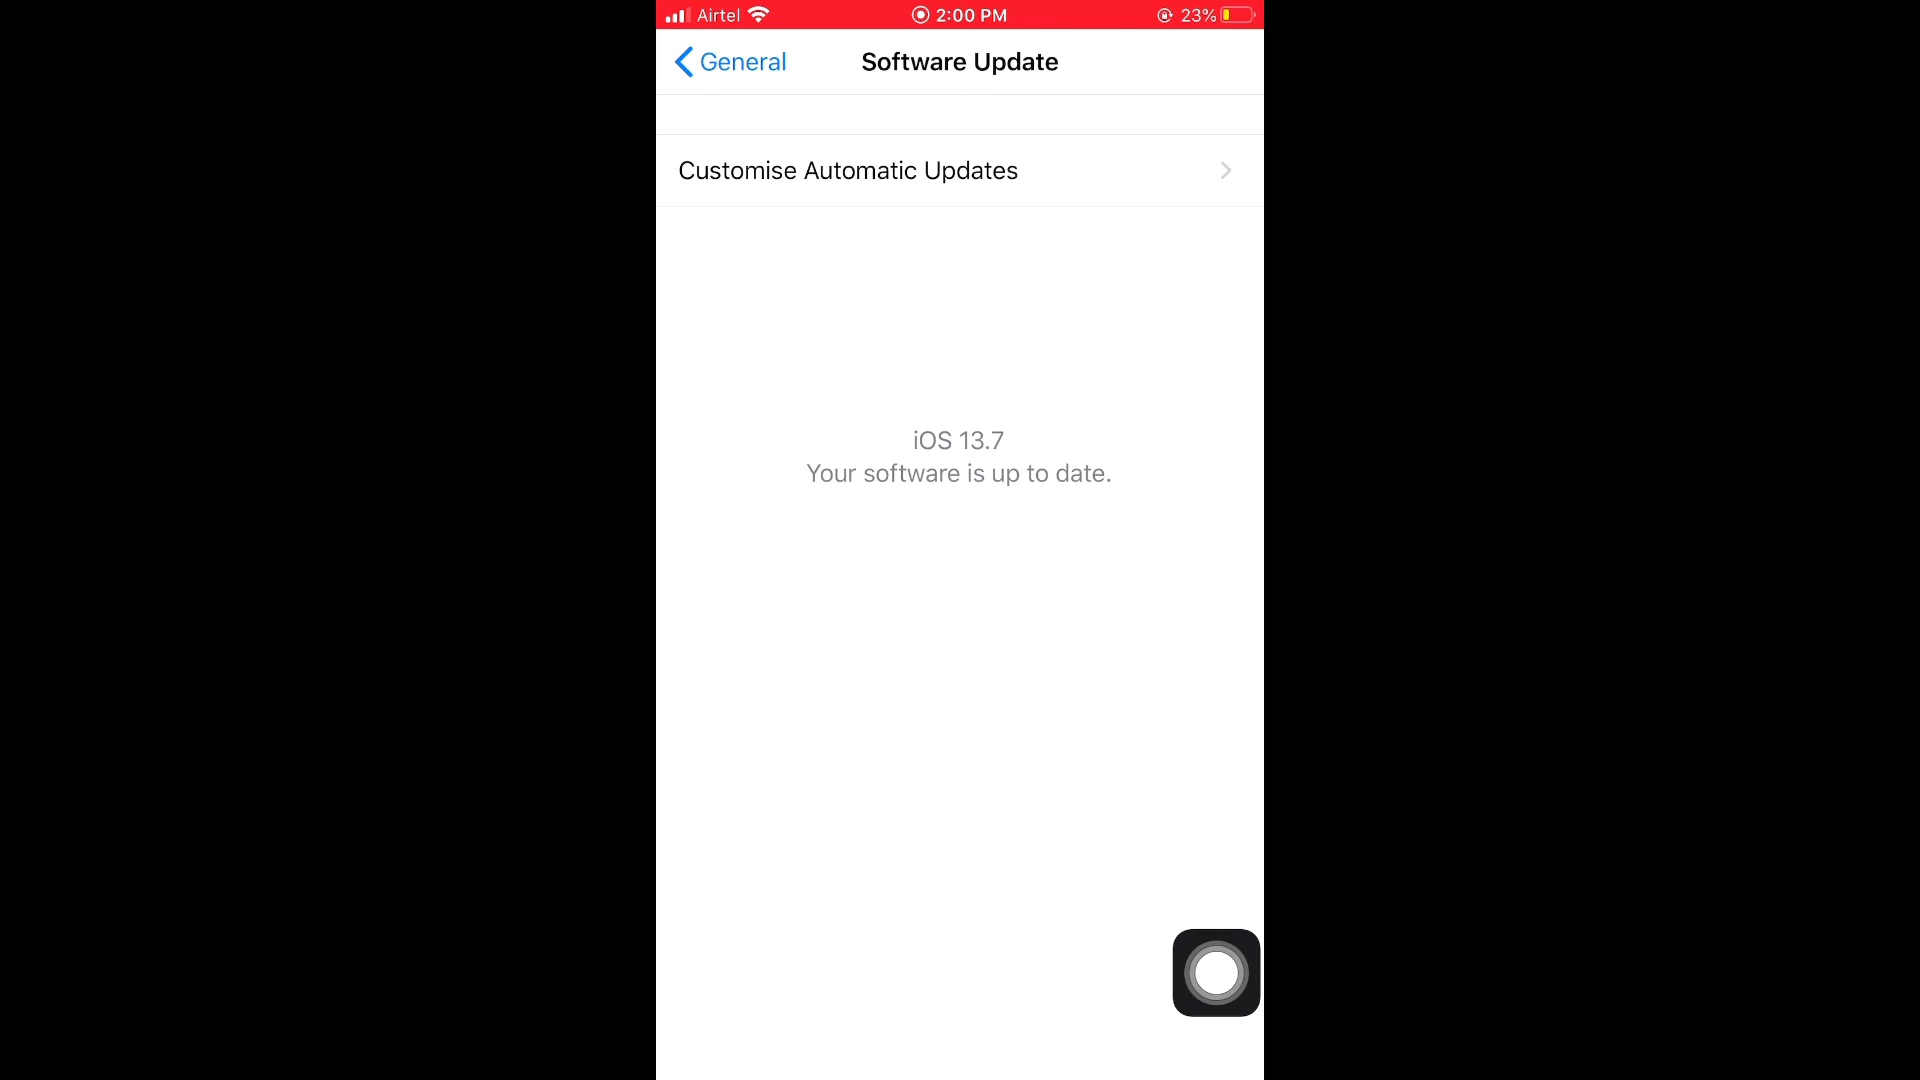 Airtel 2:00 PM 23%
General Software Update
Customise Automatic Updates
iOS 13.7
Your software is up to date.